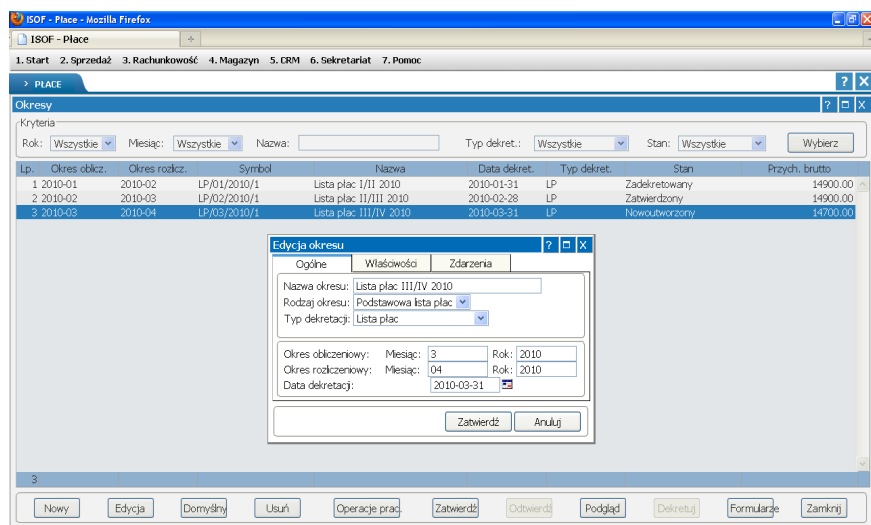 ISOF - Płace - Mozilla Firefox
ISOF - Płace
1. Start 2. Sprzedaż 3. Rachunkowość 4. Magazyn 5. CRM 6. Sekretariat 7. Pomoc
> PŁACE ? X
Okresy ? X
Kryteria
Rok: Wszystkie Miesiąc: Wszystkie Nazwa: Typ dekret.: Wszystkie Stan: Wszystkie Wybierz
Lp. Okres oblicz. Okres rozlicz. Symbol Nazwa Data dekret. Typ dekret. Stan Przych. brutto
1 2010-01 2010-02 LP/01/2010/1 Lista płac I/II 2010 2010-01-31 LP Zadekretowany 14900.00
2 2010-02 2010-03 LP/02/2010/1 Lista płac II/III 2010 2010-02-28 LP Zatwierdzony 14900.00
3 2010-03 2010-04 LP/03/2010/1 Lista płac III/IV 2010 2010-03-31 LP Nowoutworzony 14700.00
Edycja okresu ? X
Ogólne Właściwości Zdarzenia
Nazwa okresu: Lista płac III/IV 2010
Rodzaj okresu: Podstawowa lista płac
Typ dekretacji: Lista płac
Okres obliczeniowy: Miesiąc: 3 Rok: 2010
Okres rozliczeniowy: Miesiąc: 04 Rok: 2010
Data dekretacji: 2010-03-31
Zatwierdź Anuluj
3
Nowy Edycja Domyślny Usuń Operacje prac. Zatwierdź Odtwierdź Podgląd Dekretuj Formularze Zamknij